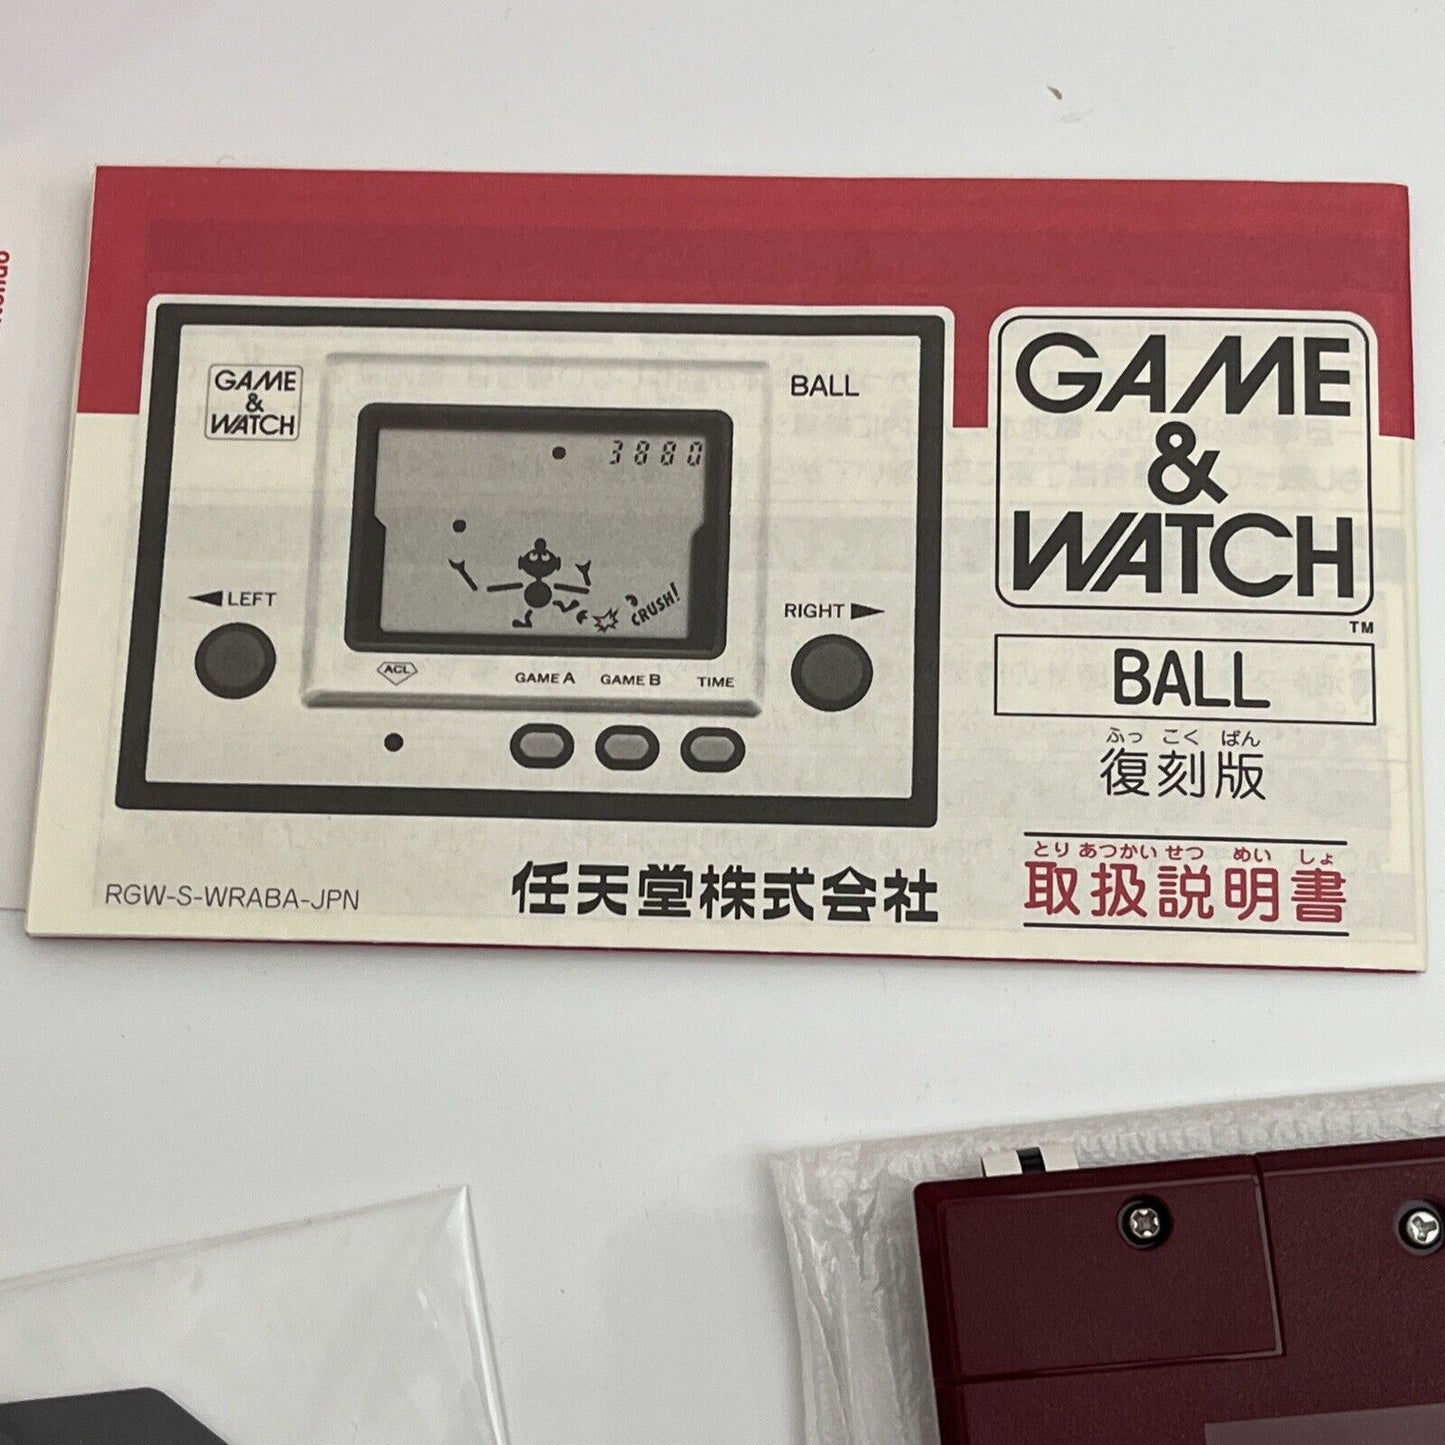 GAME
&
WATCH
BALL
3880
CRUSH!
◀LEFT
RIGHT▶
ACL
GAME A GAME B TIME
GAME
&
WATCH
TM
BALL
ふっ こく ばん
復刻版
とり あつかい せつ めい しょ
取扱説明書
RGW-S-WRABA-JPN
任天堂株式会社